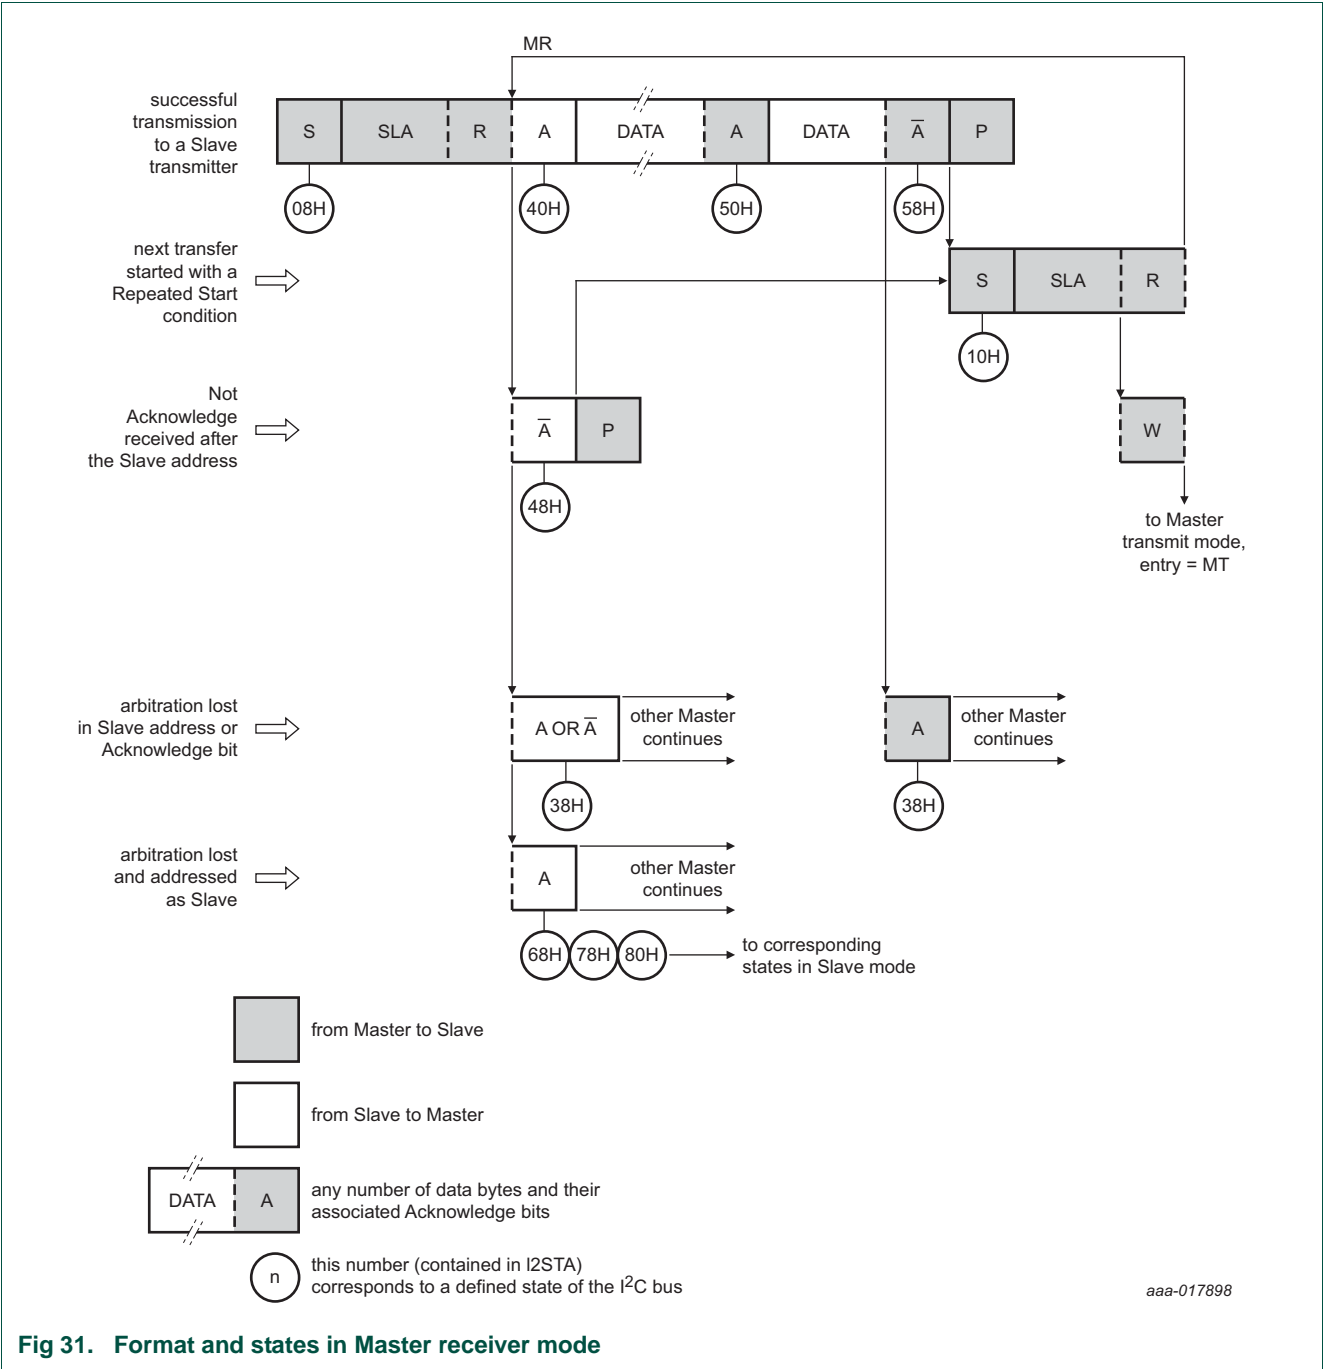 MR
successful
transmission
to a Slave
transmitter
S SLA R A DATA A DATA A̅ P
08H 40H 50H 58H
next transfer
started with a
Repeated Start
condition
S SLA R
10H
Not
Acknowledge
received after
the Slave address
A̅ P
W
48H
to Master
transmit mode,
entry = MT
arbitration lost
in Slave address or
Acknowledge bit
A OR A̅
other Master
continues
A
other Master
continues
38H 38H
arbitration lost
and addressed
as Slave
A
other Master
continues
68H 78H 80H
to corresponding
states in Slave mode
from Master to Slave
from Slave to Master
DATA A
any number of data bytes and their
associated Acknowledge bits
n
this number (contained in I2STA)
corresponds to a defined state of the I²C bus
aaa-017898
Fig 31. Format and states in Master receiver mode